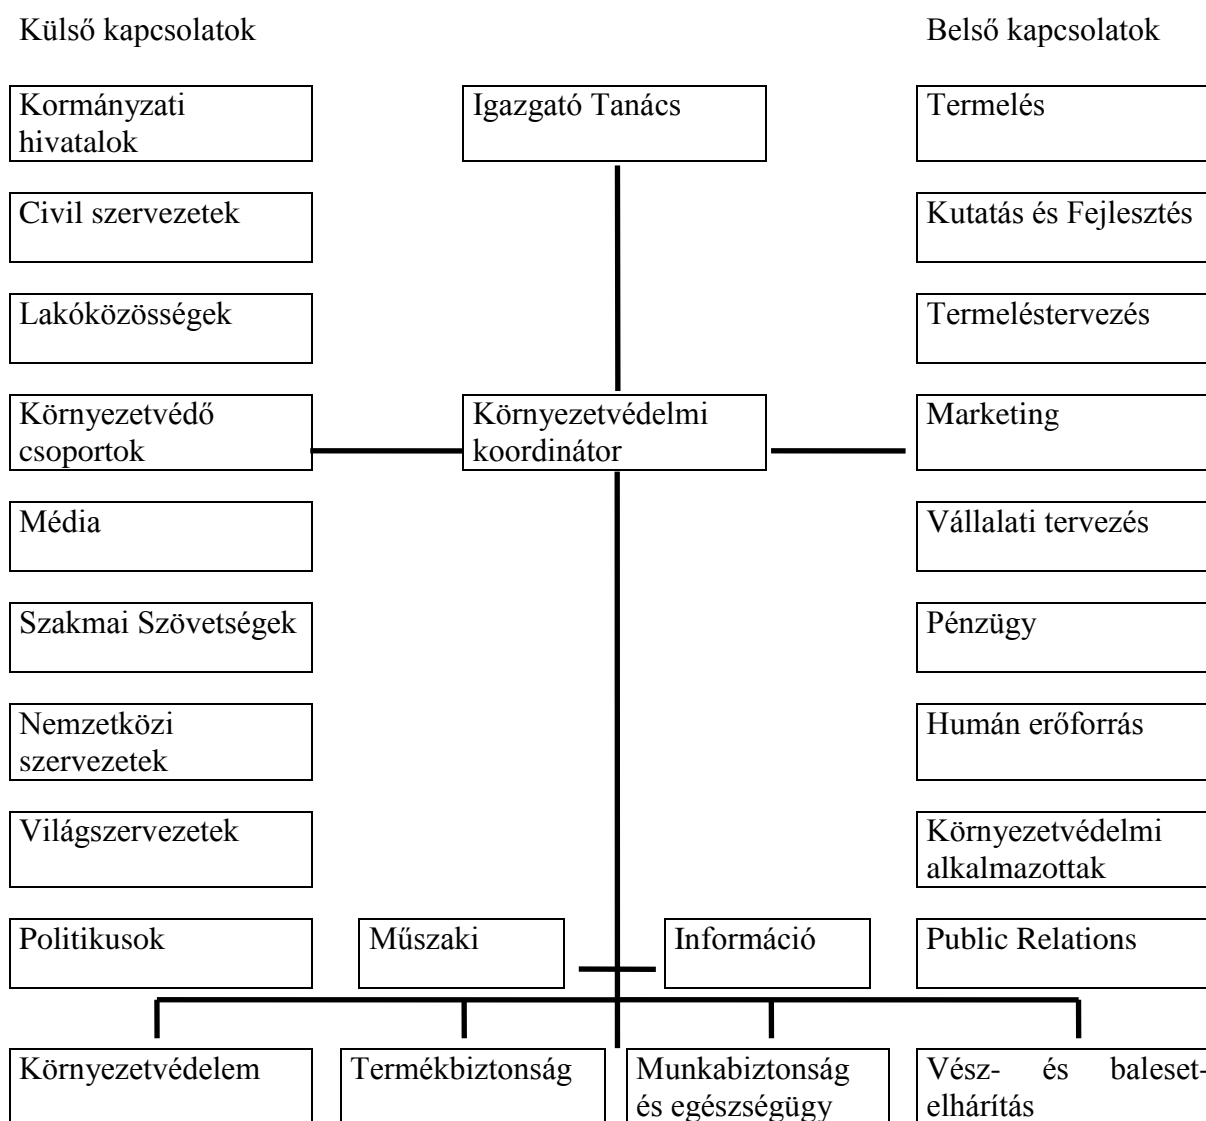 Külső kapcsolatok
Belső kapcsolatok
Kormányzati
hivatalok
Igazgató Tanács
Termelés
Civil szervezetek
Kutatás és Fejlesztés
Lakóközösségek
Termeléstervezés
Környezetvédő
csoportok
Környezetvédelmi
koordinátor
Marketing
Média
Vállalati tervezés
Szakmai Szövetségek
Pénzügy
Nemzetközi
szervezetek
Humán erőforrás
Világszervezetek
Környezetvédelmi
alkalmazottak
Politikusok
Műszaki
Információ
Public Relations
Környezetvédelem
Termékbiztonság
Munkabiztonság
és egészségügy
Vész- és baleset-
elhárítás